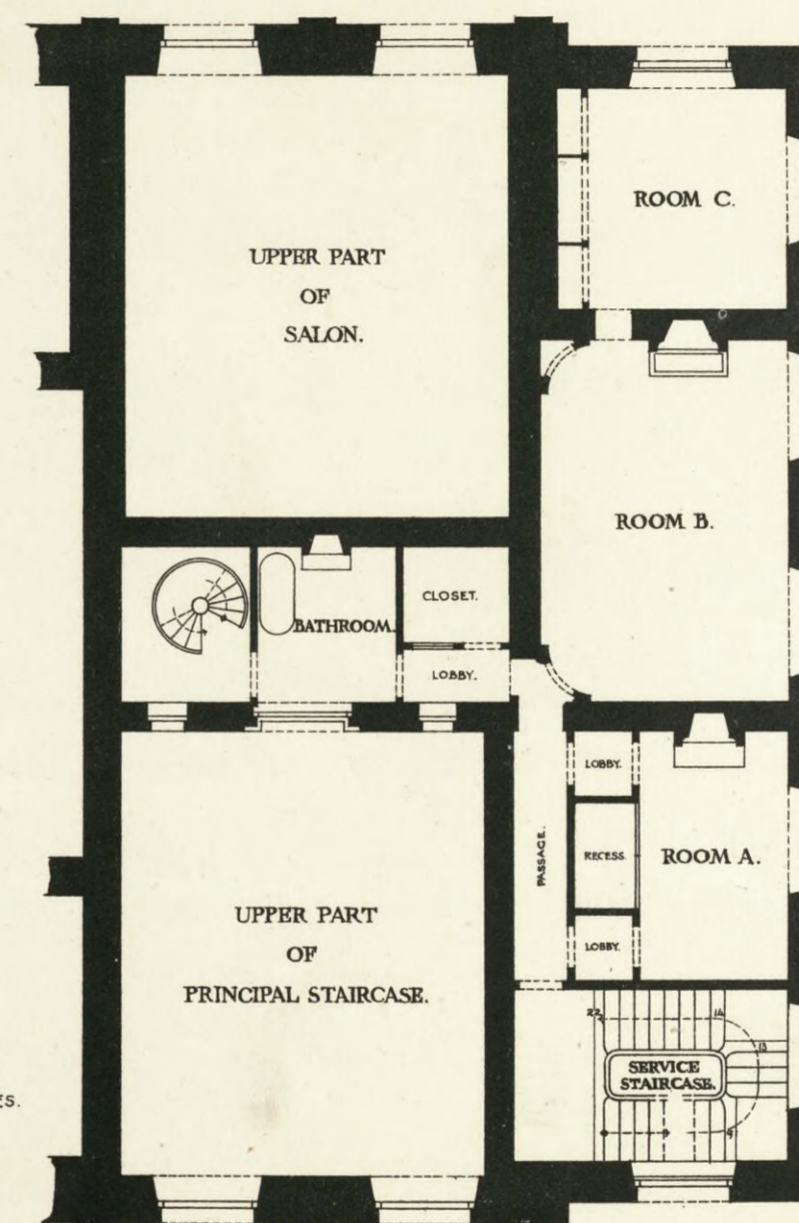 ROOM C.
UPPER PART
OF
SALON.
ROOM B.
CLOSET.
BATHROOM.
LOBBY.
LOBBY.
PASSAGE.
RECESS.
ROOM A.
UPPER PART
OF
PRINCIPAL STAIRCASE.
LOBBY.
22
14
13
SERVICE
STAIRCASE.
9
ES.